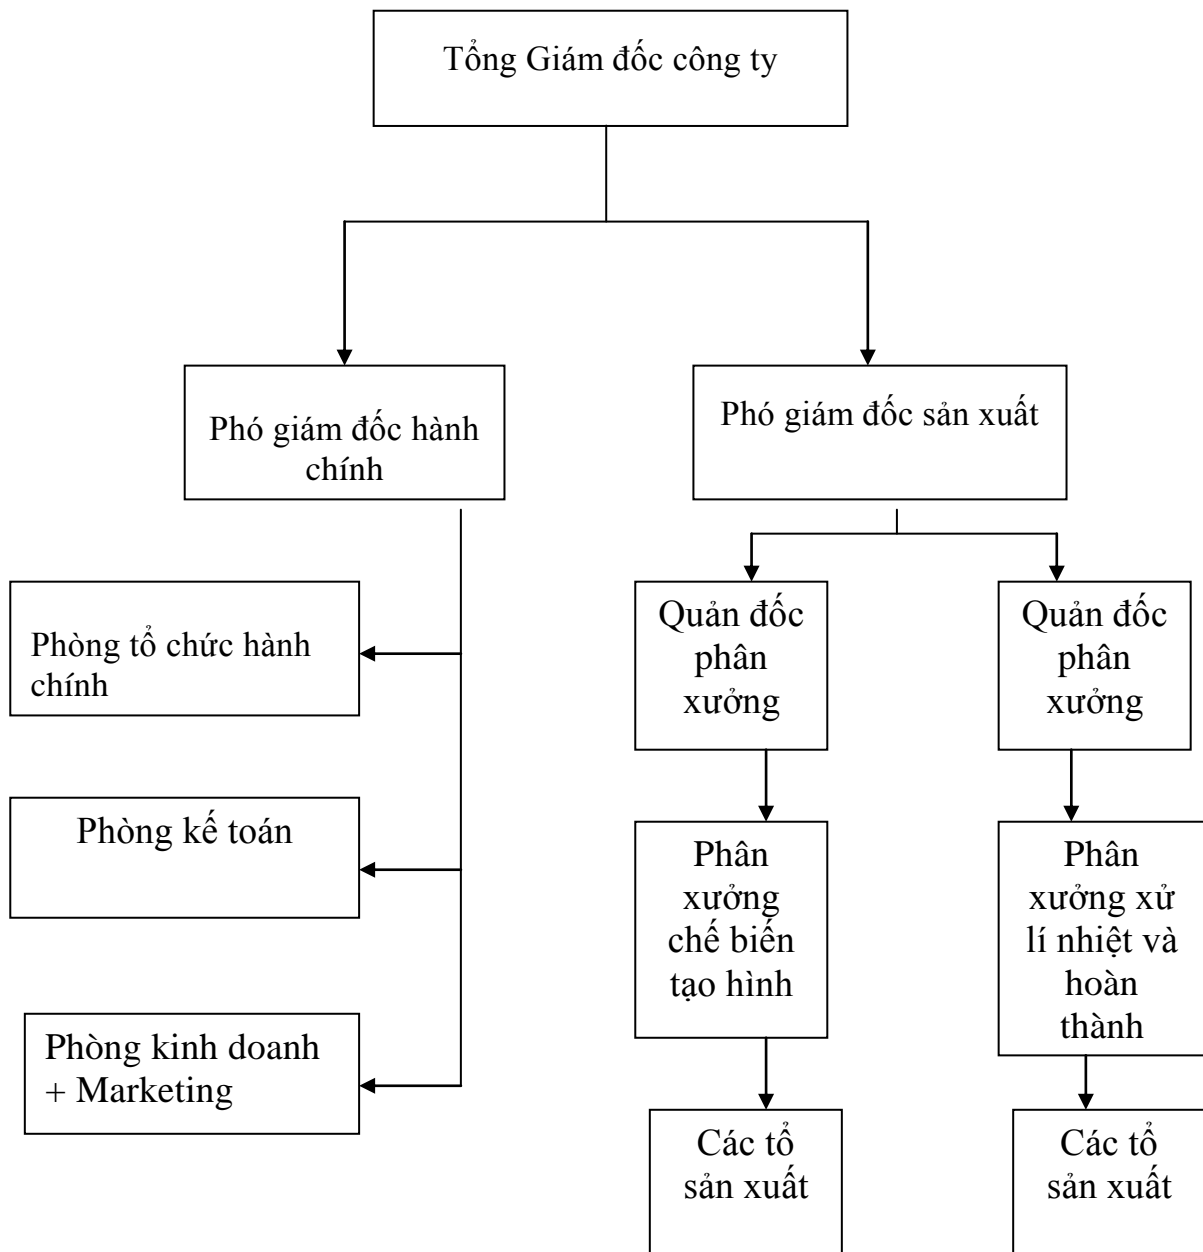 Tổng Giám đốc công ty
Phó giám đốc hành
chính
Phó giám đốc sản xuất
Phòng tổ chức hành
chính
Phòng kế toán
Phòng kinh doanh
+ Marketing
Quản đốc
phân
xưởng
Phân
xưởng
chế biến
tạo hình
Các tổ
sản xuất
Quản đốc
phân
xưởng
Phân
xưởng xử
lí nhiệt và
hoàn
thành
Các tổ
sản xuất